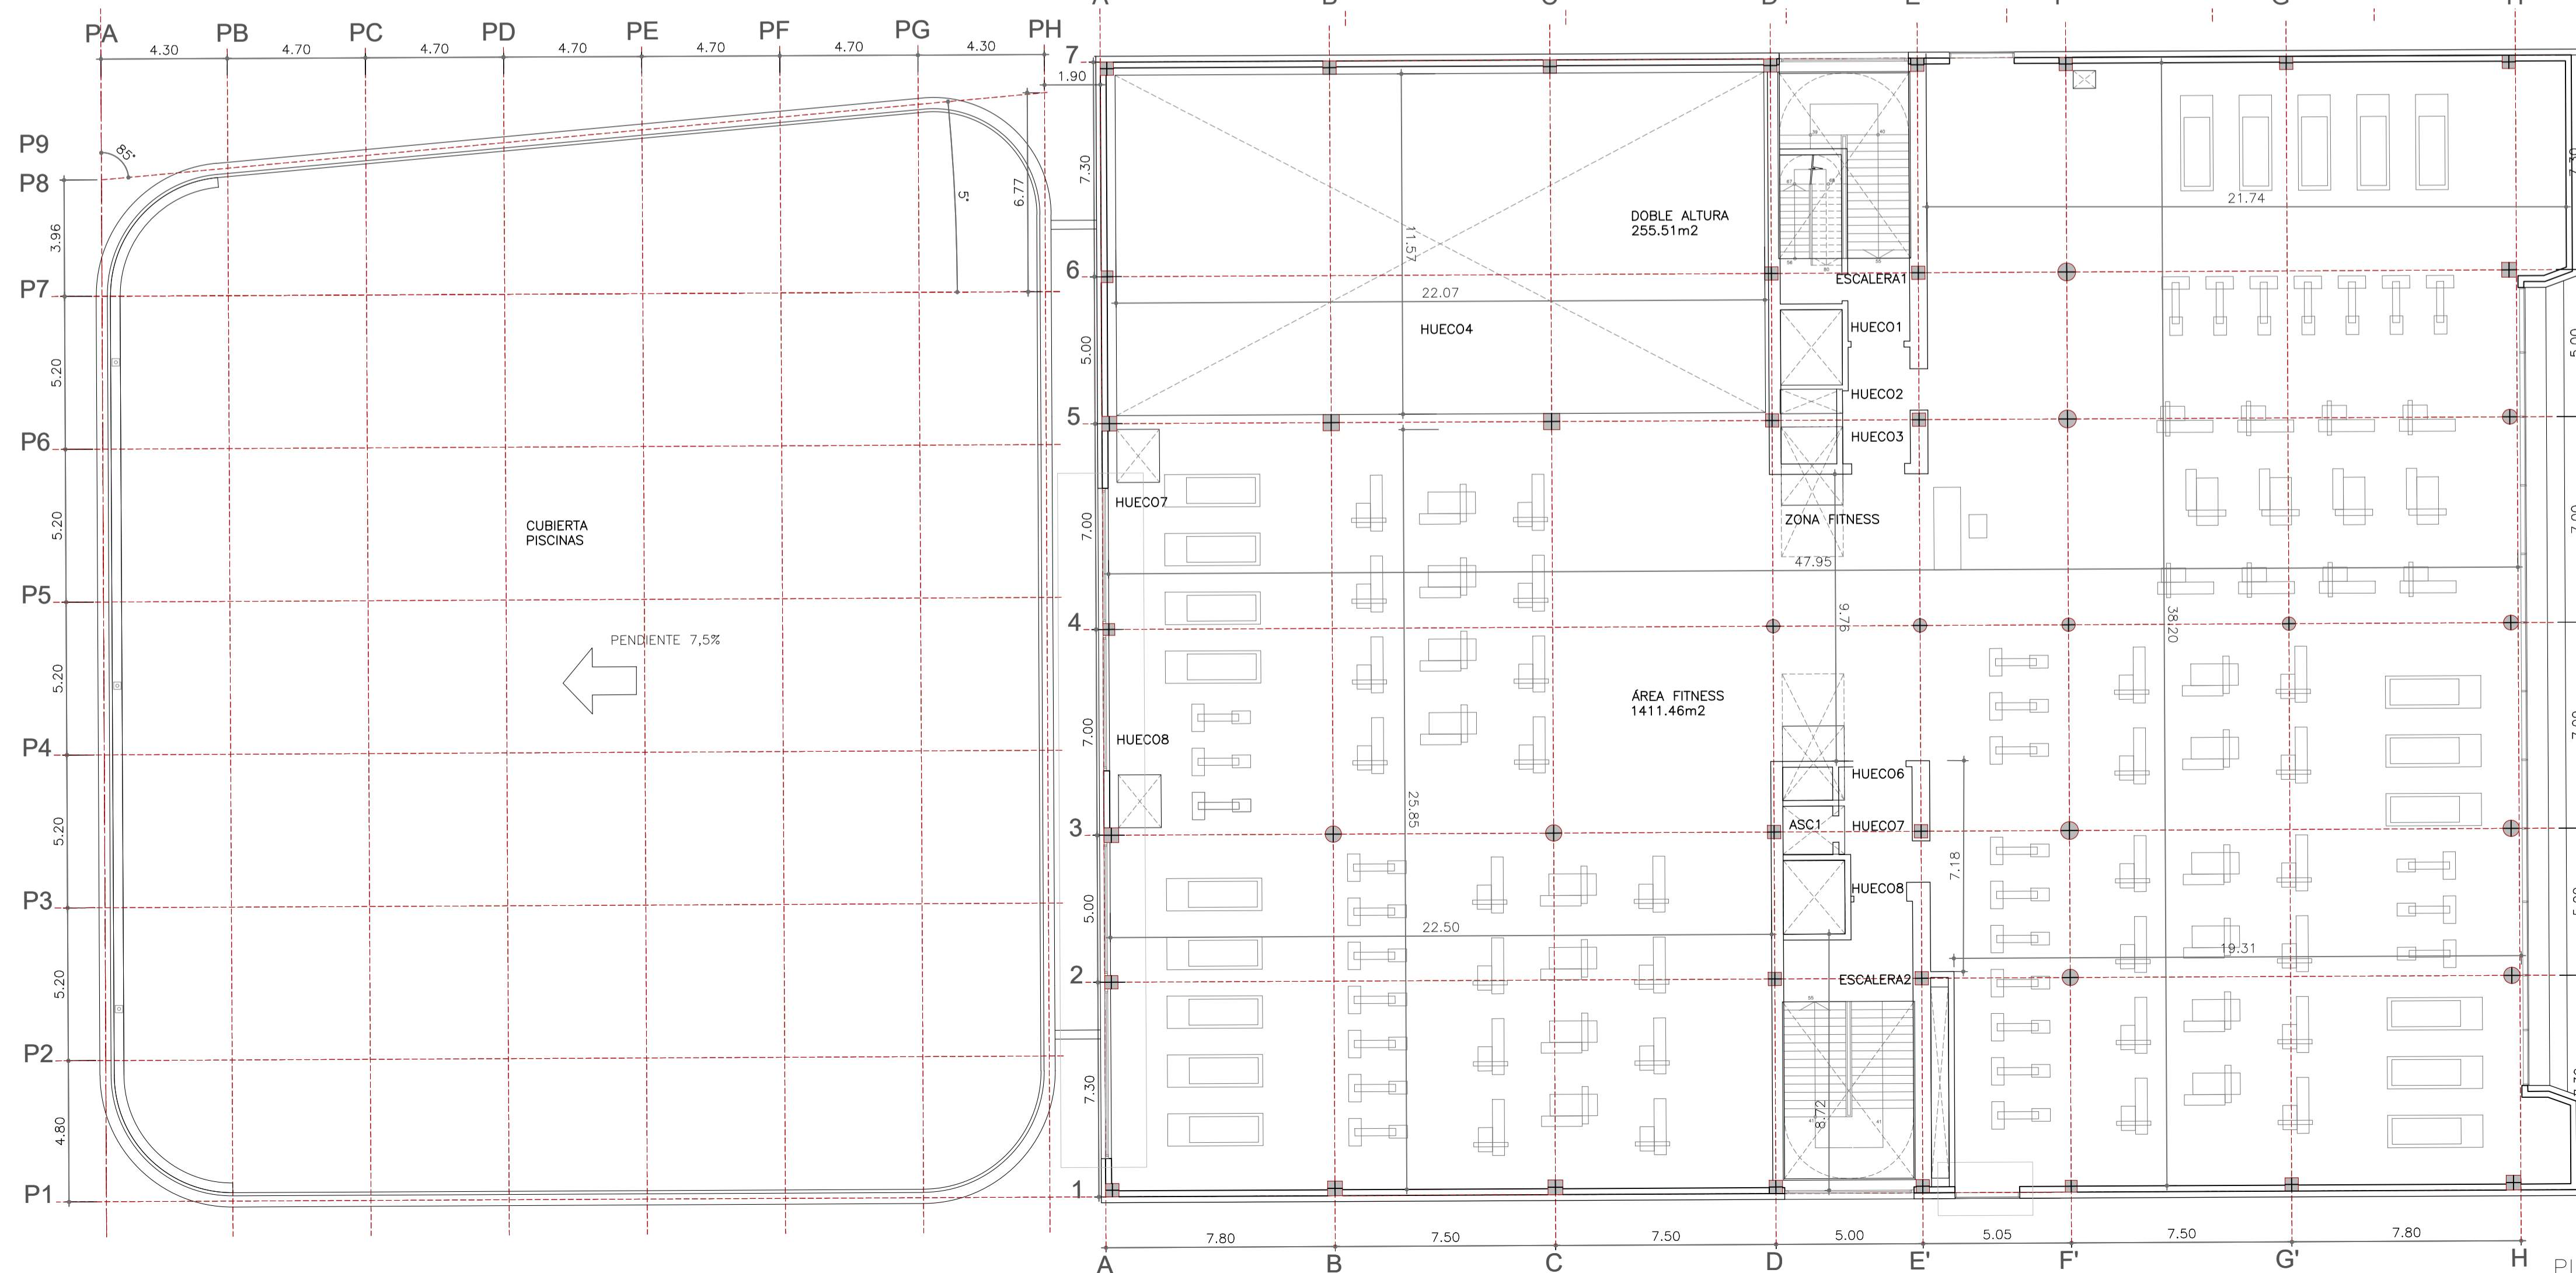 PA PB PC PD PE PF PG PH
4.30 4.70 4.70 4.70 4.70 4.70 4.30
1.90
P9
P8
P7
P6
P5
P4
P3
P2
P1
3.96
5.20
5.20
5.20
5.20
5.20
4.80
85°
5°
6.77
CUBIERTA
PISCINAS
PENDIENTE 7,5%
7
6
5
4
3
2
1
7.30
5.00
7.00
7.00
5.00
7.30
DOBLE ALTURA
255.51m2
11.57
22.07
HUECO4
ESCALERA1
HUECO1
HUECO2
HUECO3
21.74
HUECO7
ZONA FITNESS
47.95
9.76
38.20
ÁREA FITNESS
1411.46m2
HUECO8
25.85
HUECO6
ASC1
HUECO7
HUECO8
7.18
22.50
19.31
ESCALERA2
8.72
7.80 7.50 7.50 5.00 5.05 7.50 7.80
A B C D E' F' G' H